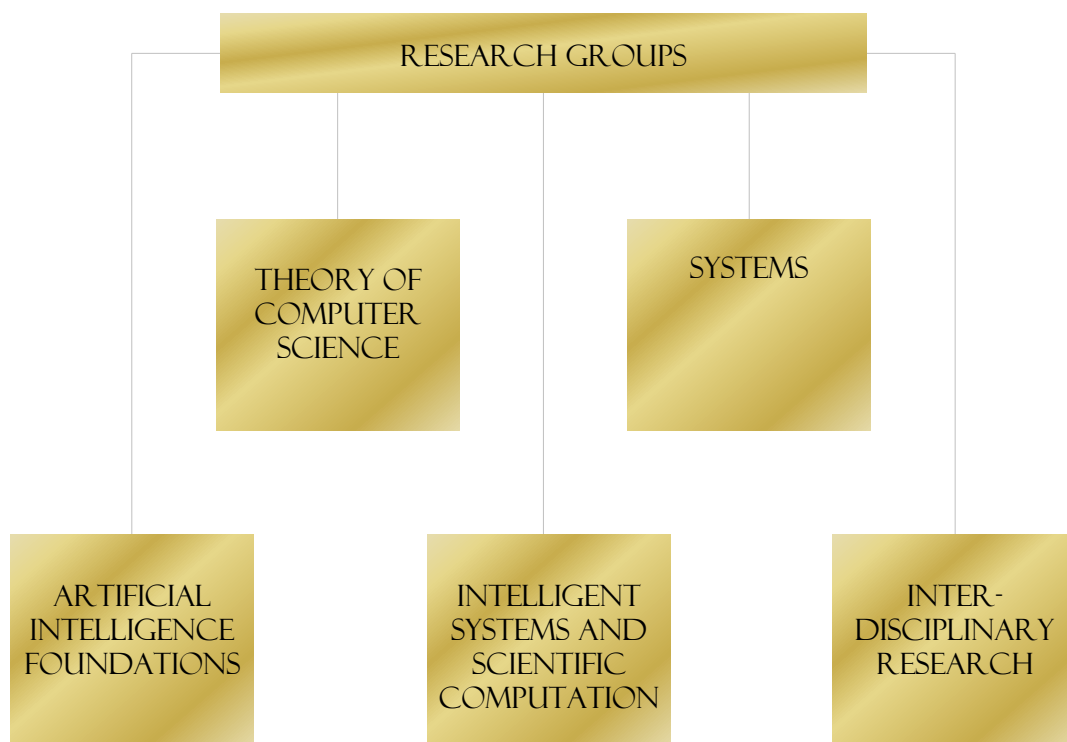 RESEARCH GROUPS
THEORY OF
COMPUTER
SCIENCE
SYSTEMS
ARTIFICIAL
INTELLIGENCE
FOUNDATIONS
INTELLIGENT
SYSTEMS AND
SCIENTIFIC
COMPUTATION
INTER-
DISCIPLINARY
RESEARCH